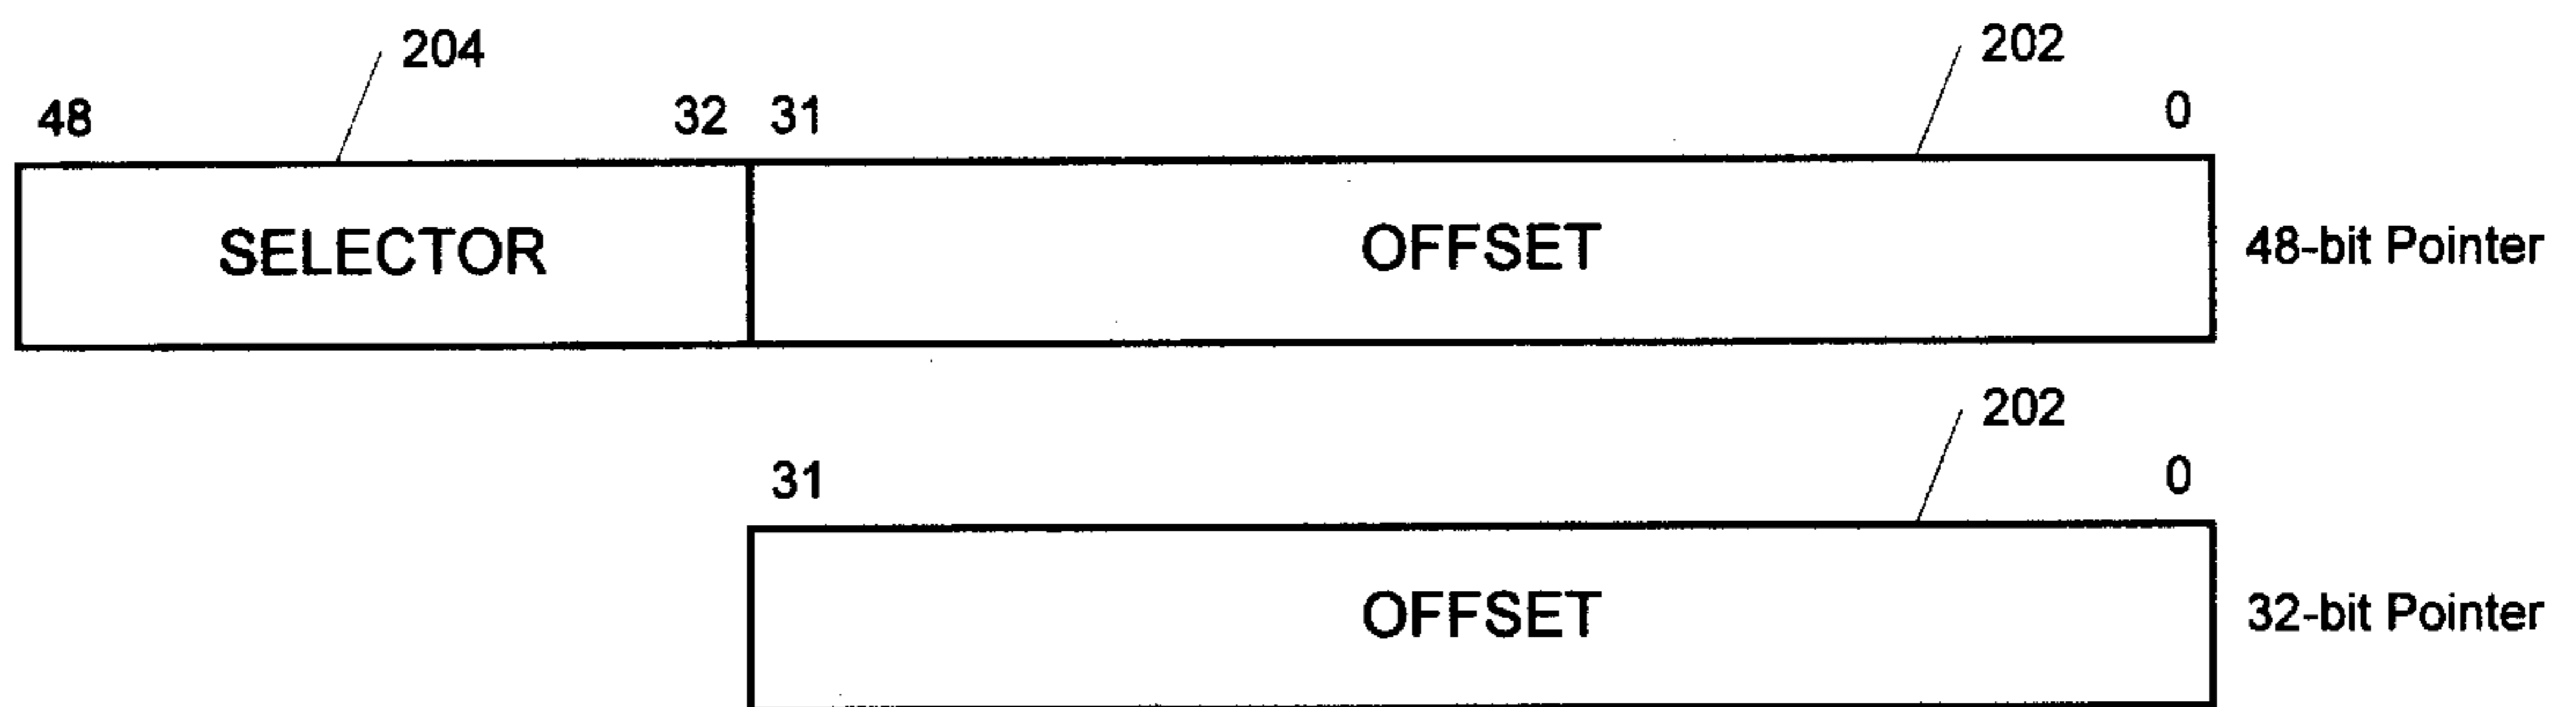 204
202
48
32
31
0
SELECTOR
OFFSET
48-bit Pointer
202
31
0
OFFSET
32-bit Pointer